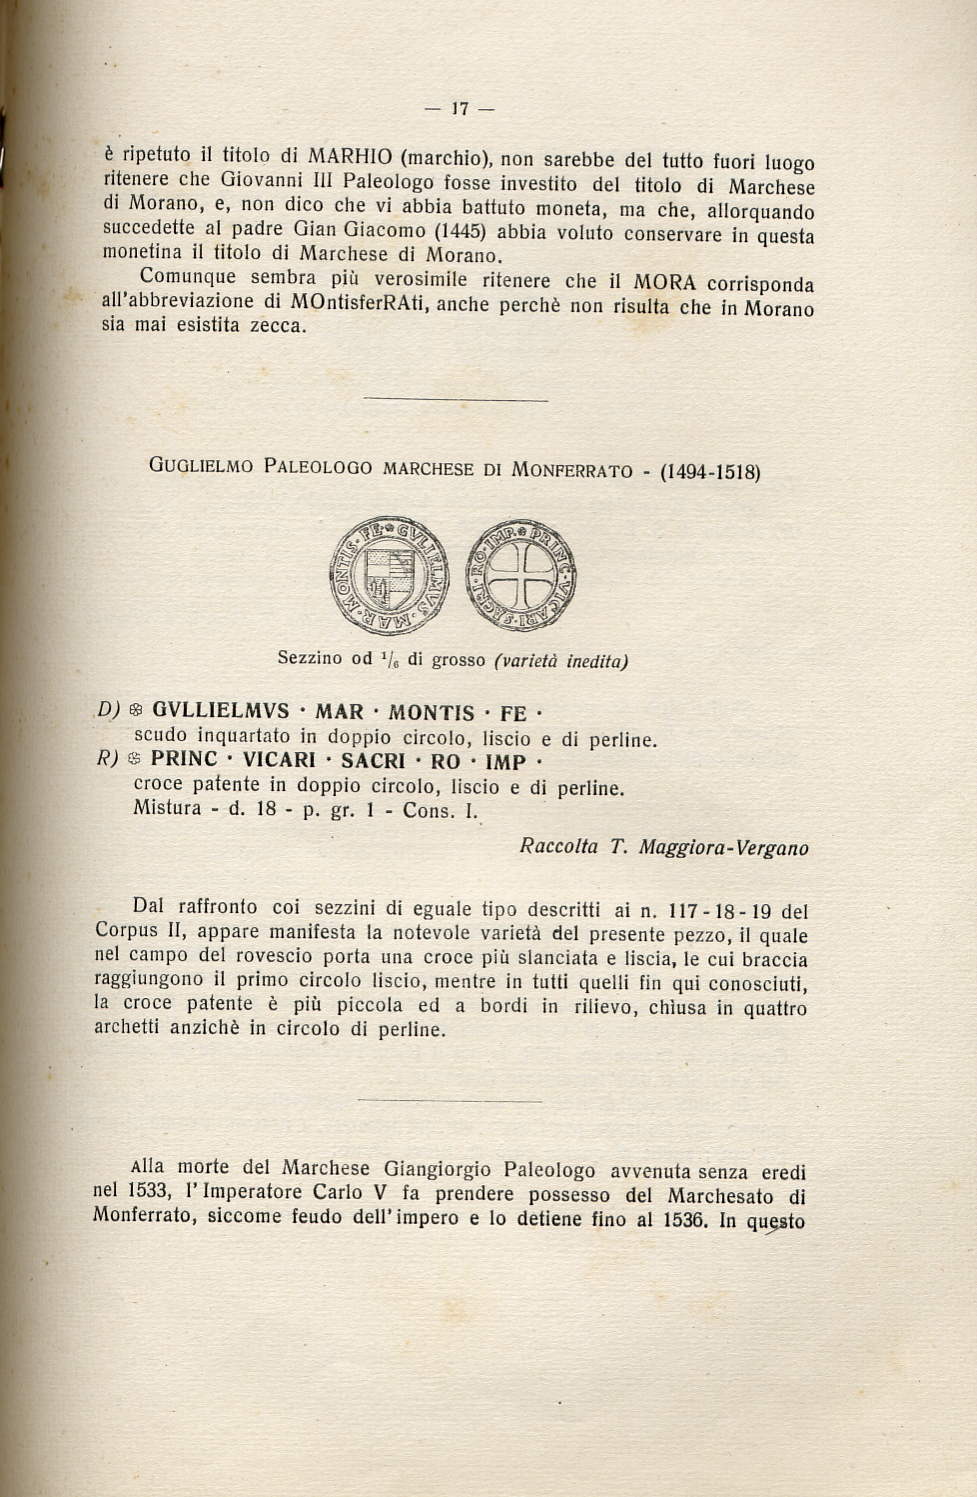 — 17 —
è ripetuto il titolo di MARHIO (marchio), non sarebbe del tutto fuori luogo
ritenere che Giovanni III Paleologo fosse investito del titolo di Marchese
di Morano, e, non dico che vi abbia battuto moneta, ma che, allorquando
succedette al padre Gian Giacomo (1445) abbia voluto conservare in questa
monetina il titolo di Marchese di Morano.
Comunque sembra più verosimile ritenere che il MORA corrisponda
all'abbreviazione di MOntisferRAti, anche perchè non risulta che in Morano
sia mai esistita zecca.
GUGLIELMO PALEOLOGO MARCHESE DI MONFERRATO - (1494-1518)
GVLIELMVS · MAR · MONTIS · FE ·
PRINC · VICARI · SACRI · RO · IMP ·
Sezzino od 1/6 di grosso (varietà inedita)
D) ❀ GVLLIELMVS · MAR · MONTIS · FE ·
scudo inquartato in doppio circolo, liscio e di perline.
R) ❀ PRINC · VICARI · SACRI · RO · IMP ·
croce patente in doppio circolo, liscio e di perline.
Mistura - d. 18 - p. gr. 1 - Cons. I.
Raccolta T. Maggiora-Vergano
Dal raffronto coi sezzini di eguale tipo descritti ai n. 117-18-19 del
Corpus II, appare manifesta la notevole varietà del presente pezzo, il quale
nel campo del rovescio porta una croce più slanciata e liscia, le cui braccia
raggiungono il primo circolo liscio, mentre in tutti quelli fin qui conosciuti,
la croce patente è più piccola ed a bordi in rilievo, chiusa in quattro
archetti anzichè in circolo di perline.
Alla morte del Marchese Giangiorgio Paleologo avvenuta senza eredi
nel 1533, l'Imperatore Carlo V fa prendere possesso del Marchesato di
Monferrato, siccome feudo dell'impero e lo detiene fino al 1536. In questo